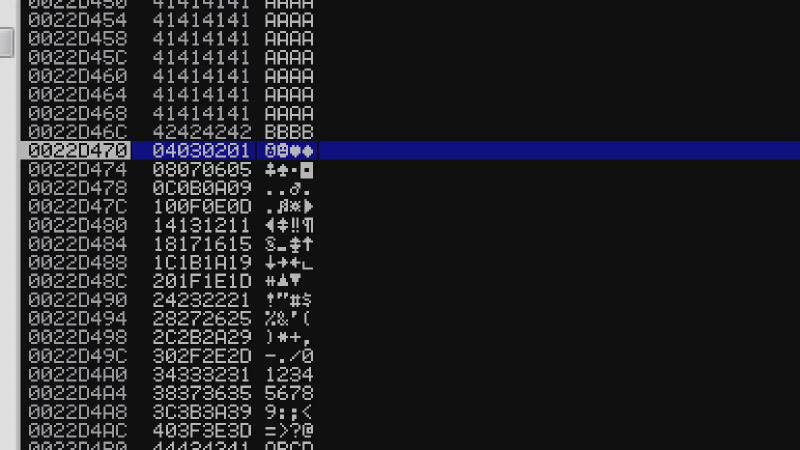 0022D450 41414141 AAAA
0022D454 41414141 AAAA
0022D458 41414141 AAAA
0022D45C 41414141 AAAA
0022D460 41414141 AAAA
0022D464 41414141 AAAA
0022D468 41414141 AAAA
0022D46C 42424242 BBBB
0022D470 04030201 ☺☻♥♦
0022D474 08070605 ♣♠•◘
0022D478 0C0B0A09 ..♂.
0022D47C 100F0E0D .♫☼►
0022D480 14131211 ◄↕‼¶
0022D484 18171615 §▬↨↑
0022D488 1C1B1A19 ↓→←∟
0022D48C 201F1E1D ↔▲▼
0022D490 24232221 !"#$
0022D494 28272625 %&'(
0022D498 2C2B2A29 )*+,
0022D49C 302F2E2D -./0
0022D4A0 34333231 1234
0022D4A4 38373635 5678
0022D4A8 3C3B3A39 9:;<
0022D4AC 403F3E3D =>?@
0022D4B0 44434241 ABCD